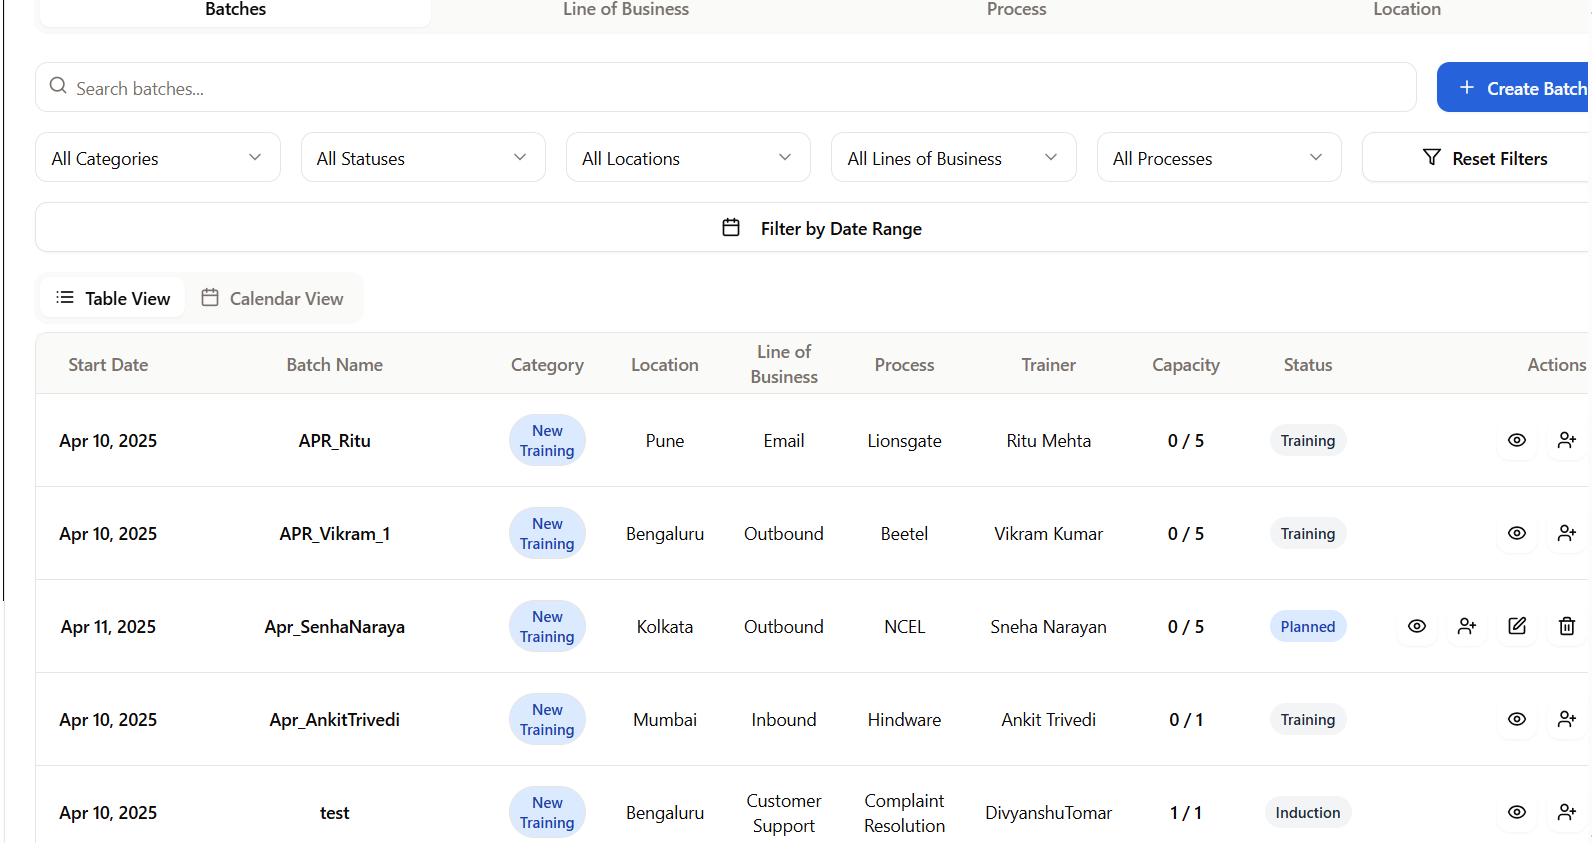 Batches Line of Business Process Location
Search batches...
Create Batch
All Categories All Statuses All Locations All Lines of Business All Processes Reset Filters
Filter by Date Range
Table View Calendar View
Start Date Batch Name Category Location Line of Business Process Trainer Capacity Status Actions
Apr 10, 2025 APR_Ritu New Training Pune Email Lionsgate Ritu Mehta 0 / 5 Training
Apr 10, 2025 APR_Vikram_1 New Training Bengaluru Outbound Beetel Vikram Kumar 0 / 5 Training
Apr 11, 2025 Apr_SenhaNaraya New Training Kolkata Outbound NCEL Sneha Narayan 0 / 5 Planned
Apr 10, 2025 Apr_AnkitTrivedi New Training Mumbai Inbound Hindware Ankit Trivedi 0 / 1 Training
Apr 10, 2025 test New Training Bengaluru Customer Support Complaint Resolution DivyanshuTomar 1 / 1 Induction